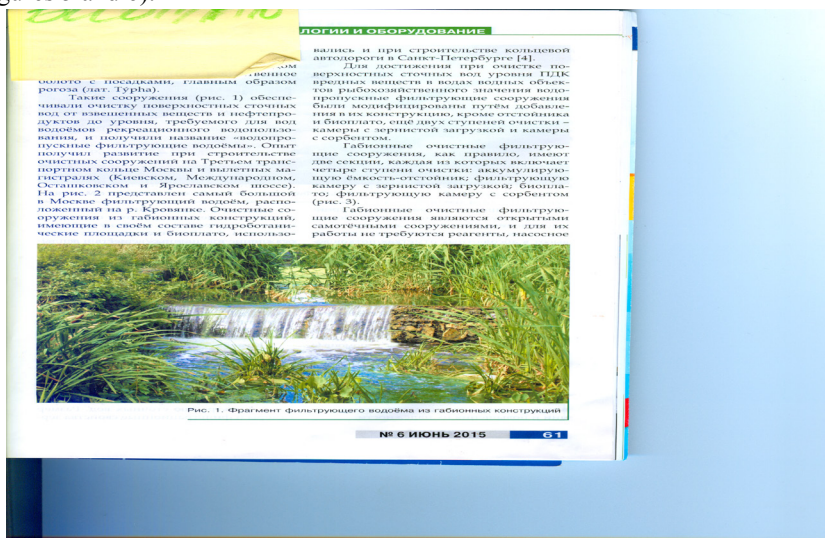 ЛОГИИ И ОБОРУДОВАНИЕ
болото с посадками, главным образом
рогоза (лат. Týpha).
Такие сооружения (рис. 1) обеспе-
чивали очистку поверхностных сточных
вод от взвешенных веществ и нефтепро-
дуктов до уровня, требуемого для вод
водоёмов рекреационного водопользо-
вания, и получили название «водопро-
пускные фильтрующие водоёмы». Опыт
получил развитие при строительстве
очистных сооружений на Третьем транс-
портном кольце Москвы и вылетных ма-
гистралях (Киевском, Международном,
Осташковском и Ярославском шоссе).
На рис. 2 представлен самый большой
в Москве фильтрующий водоём, распо-
ложенный на р. Кровянке. Очистные со-
оружения из габионных конструкций,
имеющие в своём составе гидроботани-
ческие площадки и биоплато, использо-
вались и при строительстве кольцевой
автодороги в Санкт-Петербурге [4].
Для достижения при очистке по-
верхностных сточных вод уровня ПДК
вредных веществ в водах водных объек-
тов рыбохозяйственного значения водо-
пропускные фильтрующие сооружения
были модифицированы путём добавле-
ния в их конструкцию, кроме отстойника
и биоплато, ещё двух ступеней очистки –
камеры с зернистой загрузкой и камеры
с сорбентом.
Габионные очистные фильтрую-
щие сооружения, как правило, имеют
две секции, каждая из которых включает
четыре ступени очистки: аккумулирую-
щую ёмкость-отстойник; фильтрующую
камеру с зернистой загрузкой; биопла-
то; фильтрующую камеру с сорбентом
(рис. 3).
Габионные очистные фильтрую-
щие сооружения являются открытыми
самотёчными сооружениями, и для их
работы не требуются реагенты, насосное
Рис. 1. Фрагмент фильтрующего водоёма из габионных конструкций
№ 6 ИЮНЬ 2015 61